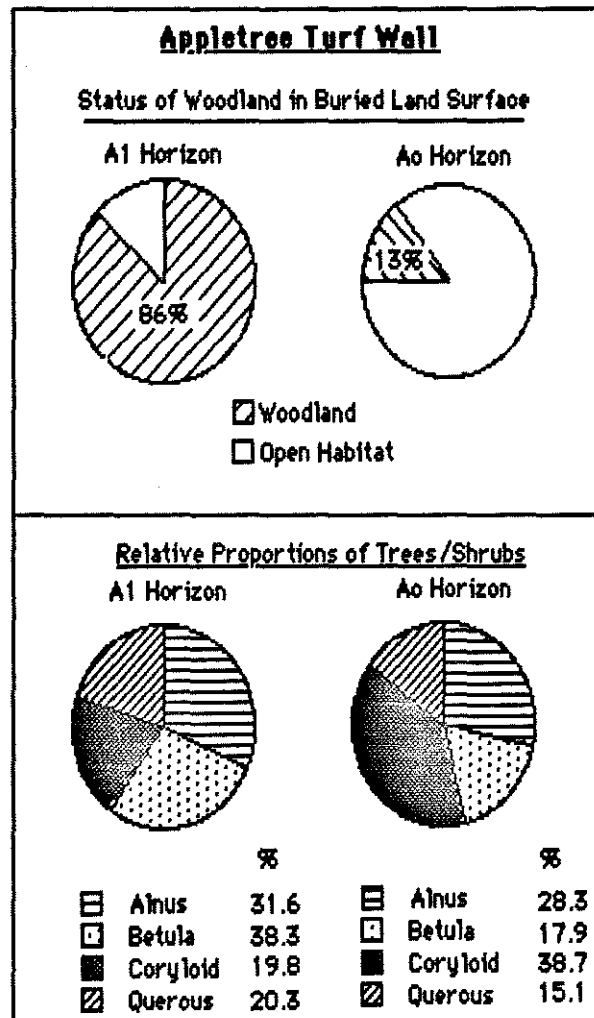 Appletree Turf Wall
Status of Woodland in Buried Land Surface
A1 Horizon Ao Horizon
86% 13%
Woodland
Open Habitat
Relative Proportions of Trees/Shrubs
A1 Horizon Ao Horizon
% %
Alnus 31.6 Alnus 28.3
Betula 38.3 Betula 17.9
Coryloid 19.8 Coryloid 38.7
Querous 20.3 Querous 15.1